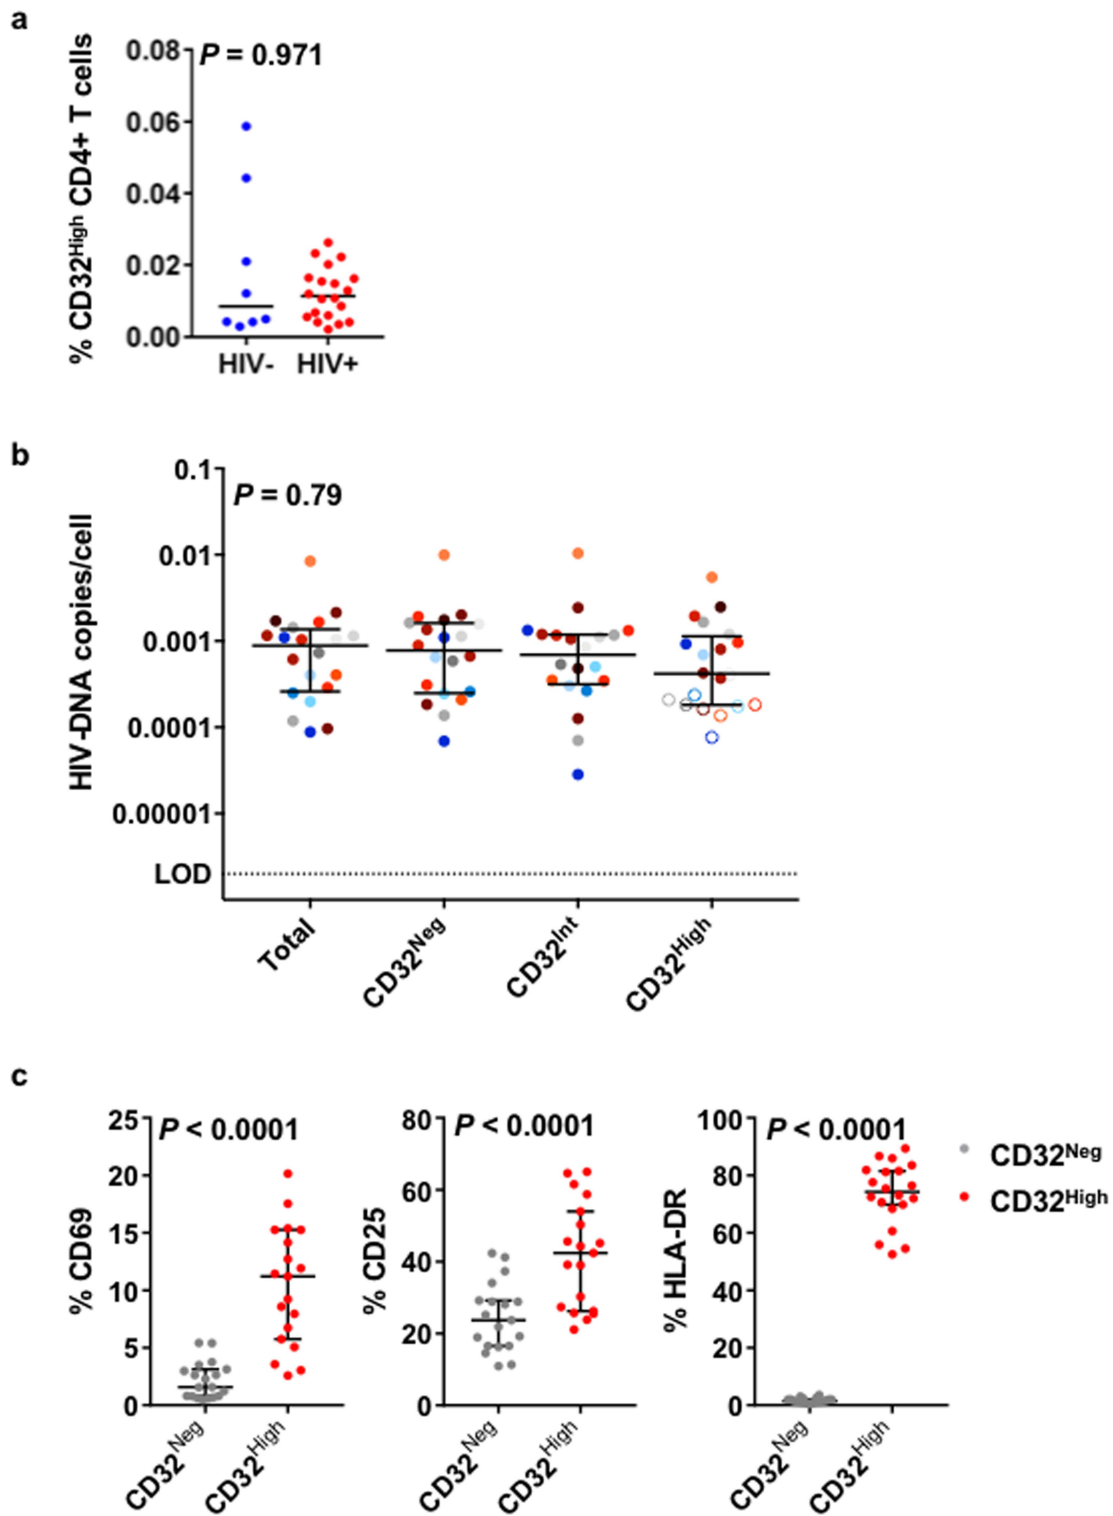 a
% CD32High CD4+ T cells
P = 0.971
0.08
0.06
0.04
0.02
0.00
HIV-
HIV+
b
HIV-DNA copies/cell
P = 0.79
0.1
0.01
0.001
0.0001
0.00001
LOD
Total
CD32Neg
CD32Int
CD32High
c
% CD69
P < 0.0001
25
20
15
10
5
0
CD32Neg
CD32High
% CD25
P < 0.0001
80
60
40
20
0
CD32Neg
CD32High
% HLA-DR
P < 0.0001
100
80
60
40
20
0
CD32Neg
CD32High
CD32Neg
CD32High